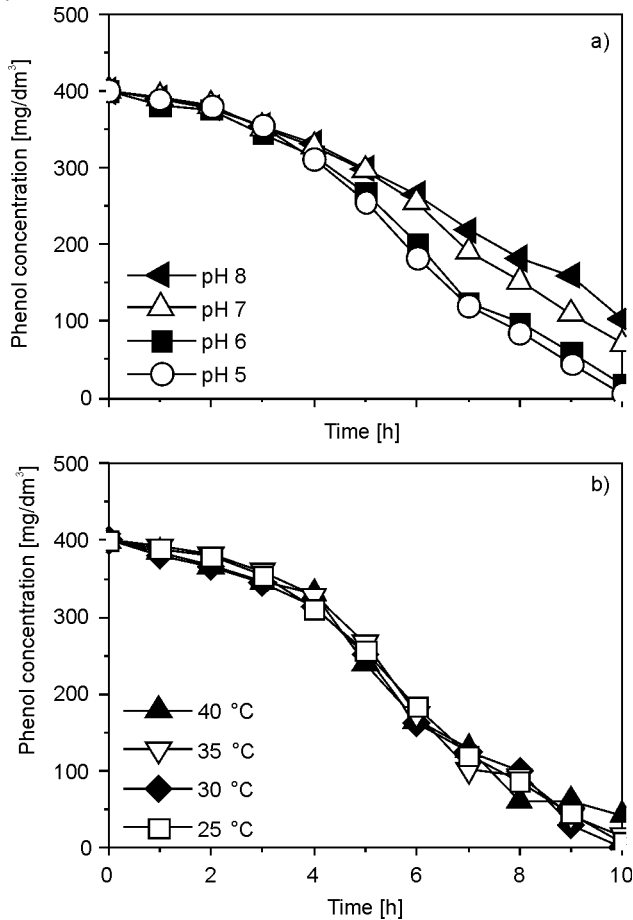 a)
Phenol concentration [mg/dm³]
500
400
300
200
100
0
pH 8
pH 7
pH 6
pH 5
Time [h]
b)
Phenol concentration [mg/dm³]
500
400
300
200
100
0
40 °C
35 °C
30 °C
25 °C
0 2 4 6 8 10
Time [h]